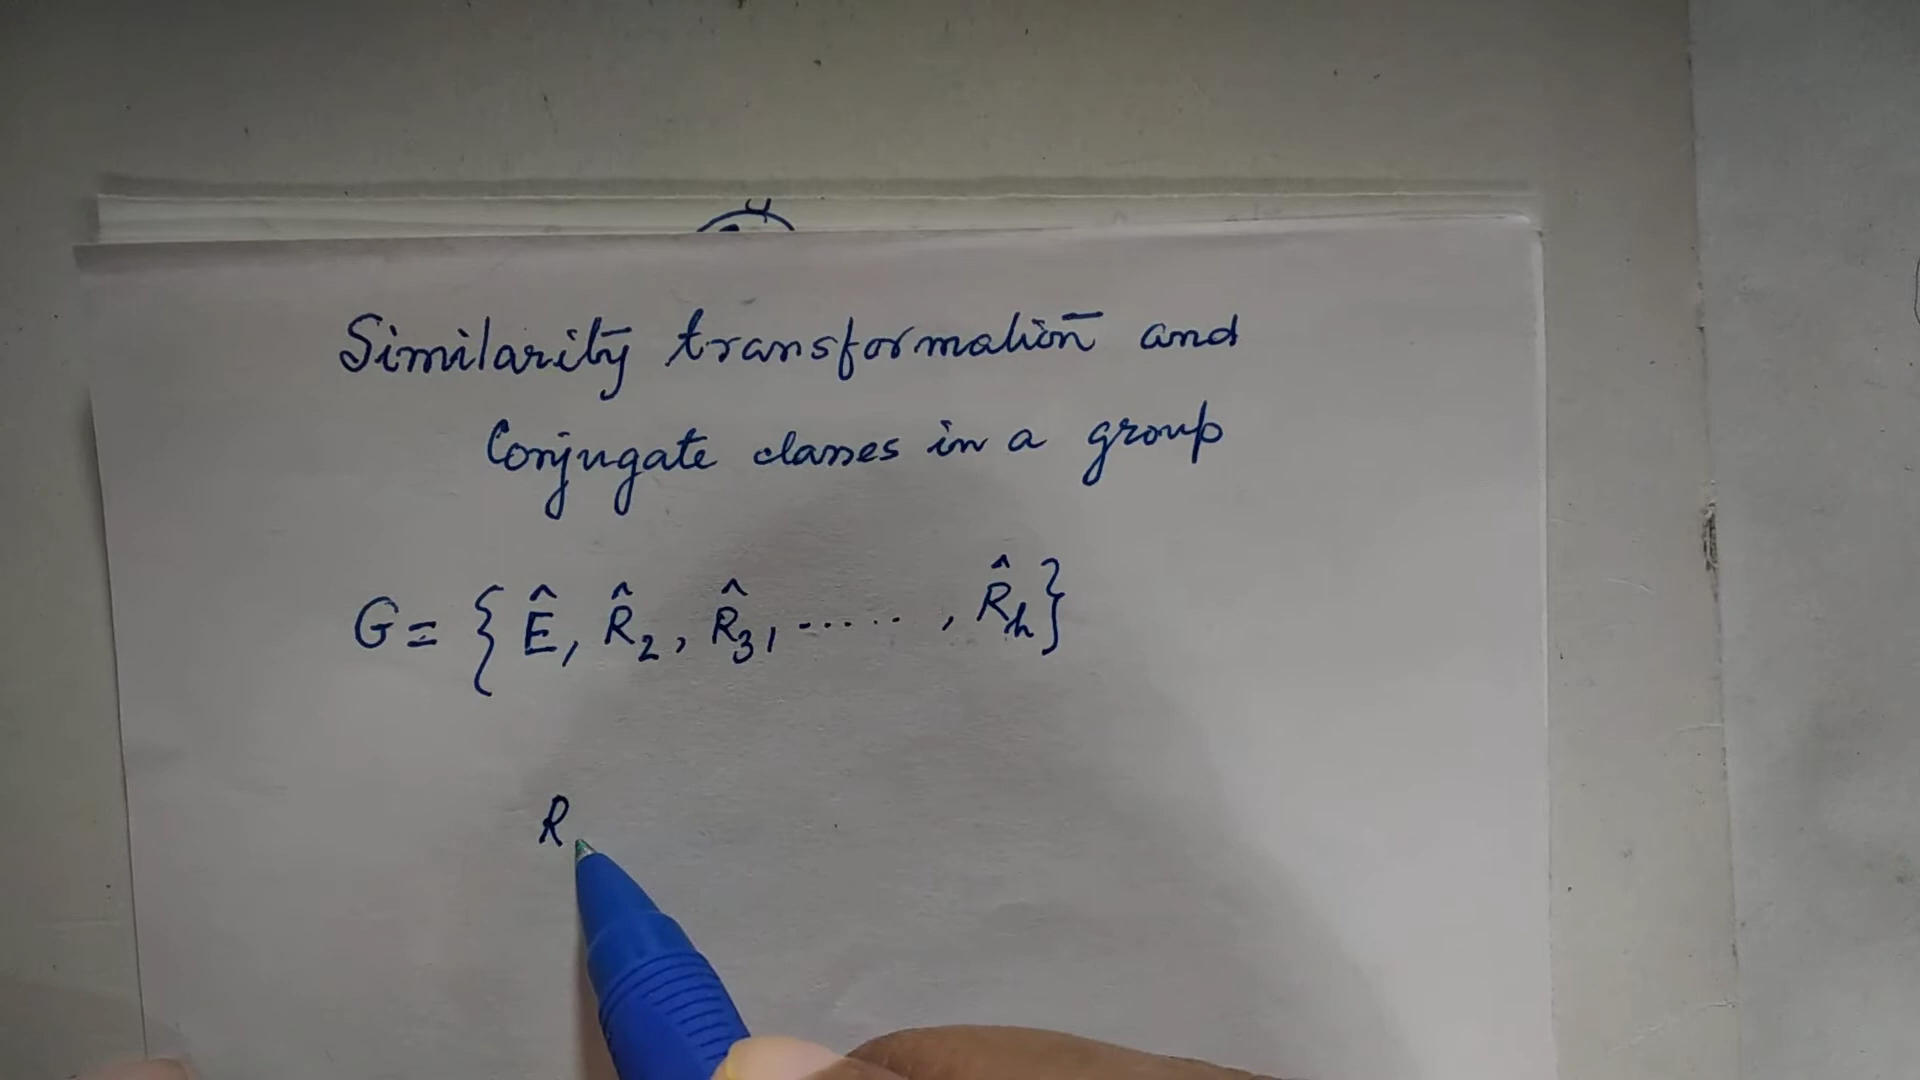 Similarity transformation and
Conjugate classes in a group
G = { Ê, R̂₂, R̂₃, ......, R̂ₕ}
R